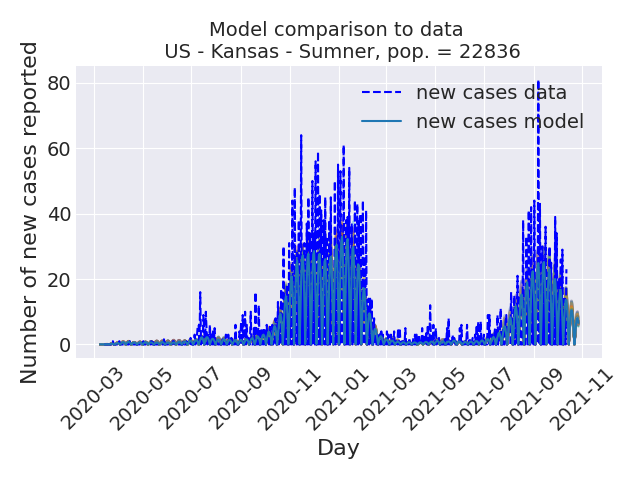 Model comparison to data
US - Kansas - Sumner, pop. = 22836
Number of new cases reported
80
60
40
20
0
new cases data
new cases model
2020-03
2020-05
2020-07
2020-09
2020-11
2021-01
2021-03
2021-05
2021-07
2021-09
2021-11
Day